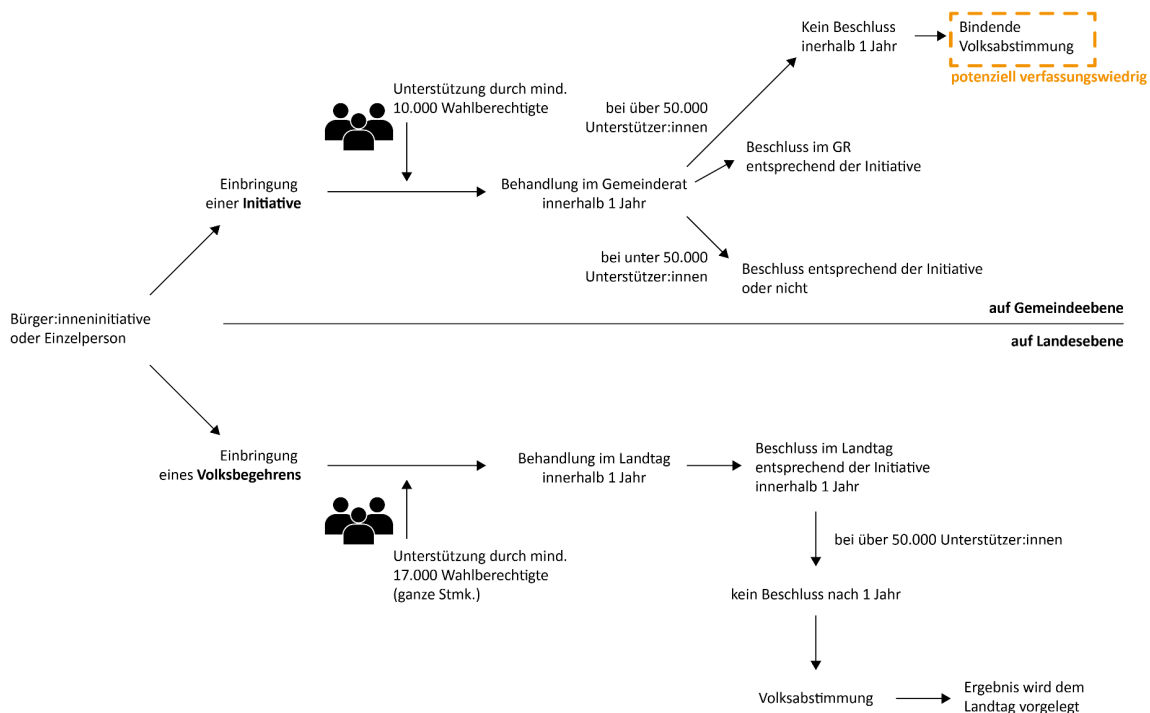 Kein Beschluss
inerhalb 1 Jahr
Bindende
Volksabstimmung
potenziell verfassungswiedrig
Unterstützung durch mind.
10.000 Wahlberechtigte
bei über 50.000
Unterstützer:innen
Beschluss im GR
entsprechend der Initiative
Einbringung
einer Initiative
Behandlung im Gemeinderat
innerhalb 1 Jahr
bei unter 50.000
Unterstützer:innen
Beschluss entsprechend der Initiative
oder nicht
auf Gemeindeebene
Bürger:inneninitiative
oder Einzelperson
auf Landesebene
Einbringung
eines Volksbegehrens
Behandlung im Landtag
innerhalb 1 Jahr
Beschluss im Landtag
entsprechend der Initiative
innerhalb 1 Jahr
Unterstützung durch mind.
17.000 Wahlberechtigte
(ganze Stmk.)
bei über 50.000 Unterstützer:innen
kein Beschluss nach 1 Jahr
Volksabstimmung
Ergebnis wird dem
Landtag vorgelegt